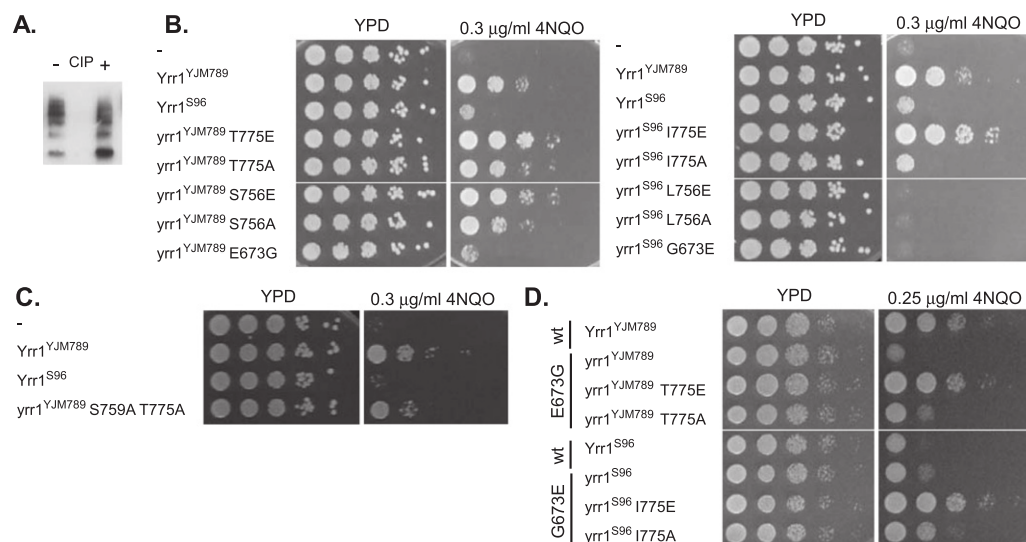 A.
- CIP +
B.
YPD
0.3 μg/ml 4NQO
-
Yrr1YJM789
Yrr1S96
yrr1YJM789 T775E
yrr1YJM789 T775A
yrr1YJM789 S756E
yrr1YJM789 S756A
yrr1YJM789 E673G
YPD
0.3 μg/ml 4NQO
-
Yrr1YJM789
Yrr1S96
yrr1S96 I775E
yrr1S96 I775A
yrr1S96 L756E
yrr1S96 L756A
yrr1S96 G673E
C.
YPD
0.3 μg/ml 4NQO
-
Yrr1YJM789
Yrr1S96
yrr1YJM789 S759A T775A
D.
YPD
0.25 μg/ml 4NQO
wt
Yrr1YJM789
E673G
yrr1YJM789
yrr1YJM789 T775E
yrr1YJM789 T775A
wt
Yrr1S96
G673E
yrr1S96
yrr1S96 I775E
yrr1S96 I775A